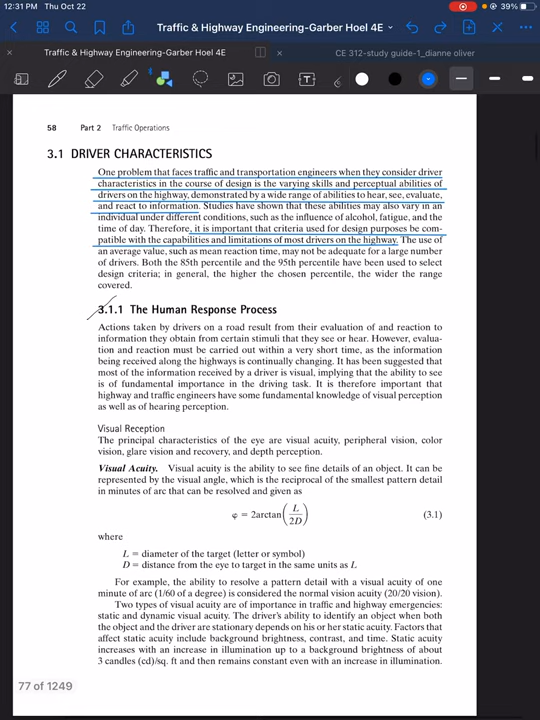 12:31 PM Thu Oct 22
39%
Traffic & Highway Engineering-Garber Hoel 4E
Traffic & Highway Engineering-Garber Hoel 4E
CE 312-study guide-1_dianne oliver
58 Part 2 Traffic Operations
3.1 DRIVER CHARACTERISTICS
One problem that faces traffic and transportation engineers when they consider driver
characteristics in the course of design is the varying skills and perceptual abilities of
drivers on the highway, demonstrated by a wide range of abilities to hear, see, evaluate,
and react to information. Studies have shown that these abilities may also vary in an
individual under different conditions, such as the influence of alcohol, fatigue, and the
time of day. Therefore, it is important that criteria used for design purposes be com-
patible with the capabilities and limitations of most drivers on the highway. The use of
an average value, such as mean reaction time, may not be adequate for a large number
of drivers. Both the 85th percentile and the 95th percentile have been used to select
design criteria; in general, the higher the chosen percentile, the wider the range
covered.
3.1.1 The Human Response Process
Actions taken by drivers on a road result from their evaluation of and reaction to
information they obtain from certain stimuli that they see or hear. However, evalua-
tion and reaction must be carried out within a very short time, as the information
being received along the highways is continually changing. It has been suggested that
most of the information received by a driver is visual, implying that the ability to see
is of fundamental importance in the driving task. It is therefore important that
highway and traffic engineers have some fundamental knowledge of visual perception
as well as of hearing perception.
Visual Reception
The principal characteristics of the eye are visual acuity, peripheral vision, color
vision, glare vision and recovery, and depth perception.
Visual Acuity. Visual acuity is the ability to see fine details of an object. It can be
represented by the visual angle, which is the reciprocal of the smallest pattern detail
in minutes of arc that can be resolved and given as
φ = 2arctan(L/2D) (3.1)
where
L = diameter of the target (letter or symbol)
D = distance from the eye to target in the same units as L
For example, the ability to resolve a pattern detail with a visual acuity of one
minute of arc (1/60 of a degree) is considered the normal vision acuity (20/20 vision).
Two types of visual acuity are of importance in traffic and highway emergencies:
static and dynamic visual acuity. The driver's ability to identify an object when both
the object and the driver are stationary depends on his or her static acuity. Factors that
affect static acuity include background brightness, contrast, and time. Static acuity
increases with an increase in illumination up to a background brightness of about
3 candles (cd)/sq. ft and then remains constant even with an increase in illumination.
77 of 1249